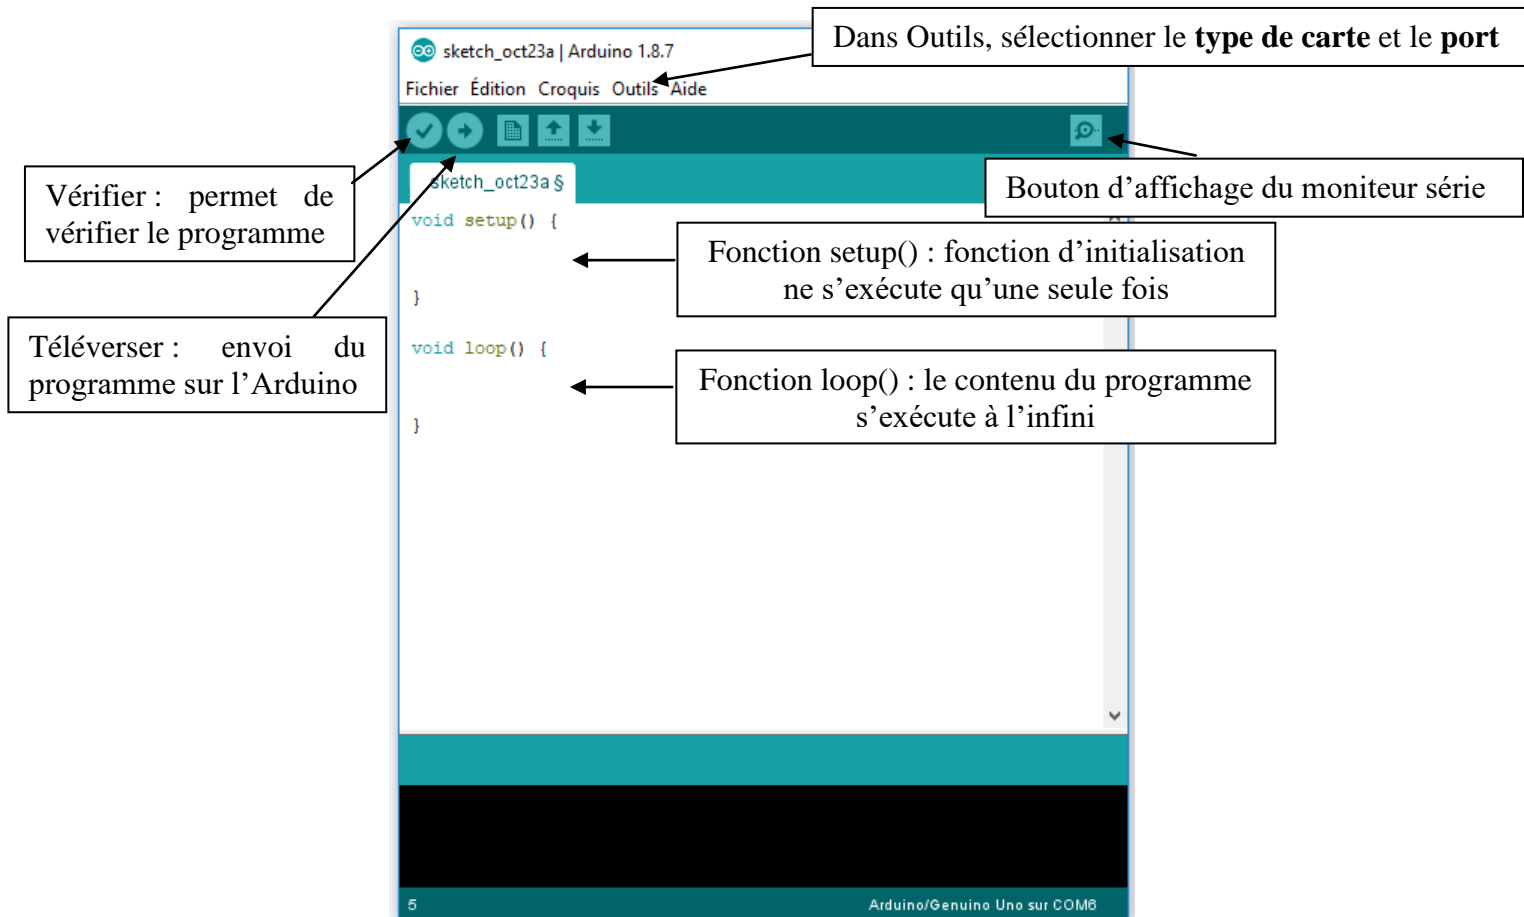 Dans Outils, sélectionner le type de carte et le port
sketch_oct23a | Arduino 1.8.7
Fichier Édition Croquis Outils Aide
Bouton d’affichage du moniteur série
Vérifier : permet de
vérifier le programme
sketch_oct23a §
void setup() {
Fonction setup() : fonction d’initialisation
ne s’exécute qu’une seule fois
}
Téléverser : envoi du
programme sur l’Arduino
void loop() {
Fonction loop() : le contenu du programme
s’exécute à l’infini
}
5
Arduino/Genuino Uno sur COM6